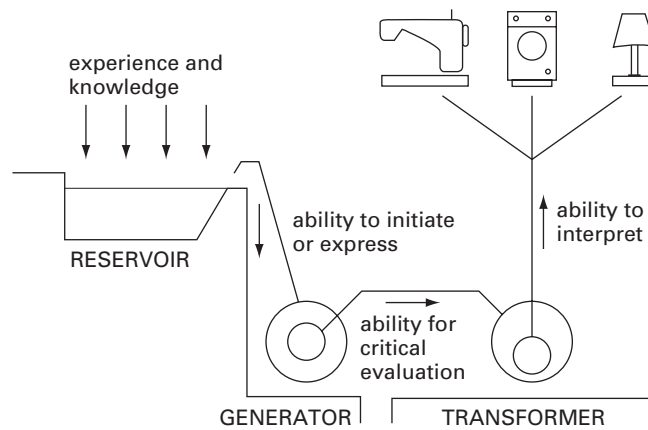 experience and
knowledge
RESERVOIR
ability to initiate
or express
ability to
interpret
ability for
critical
evaluation
GENERATOR
TRANSFORMER